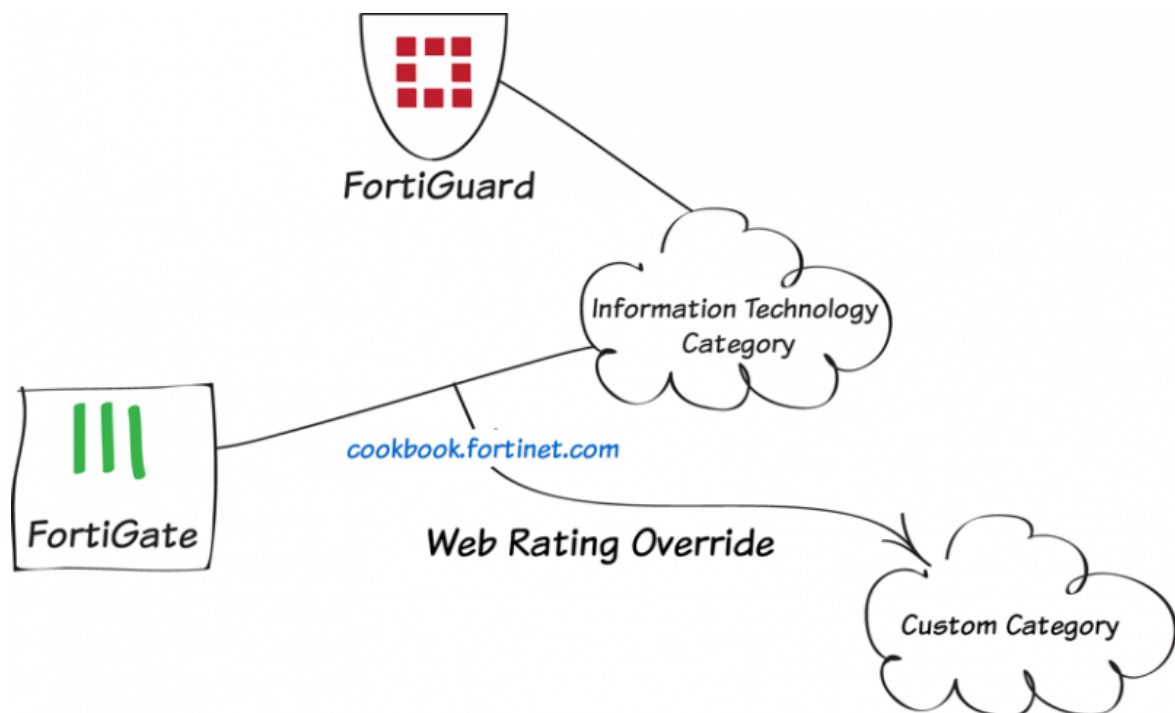 FortiGuard
Information Technology
Category
cookbook.fortinet.com
FortiGate
Web Rating Override
Custom Category